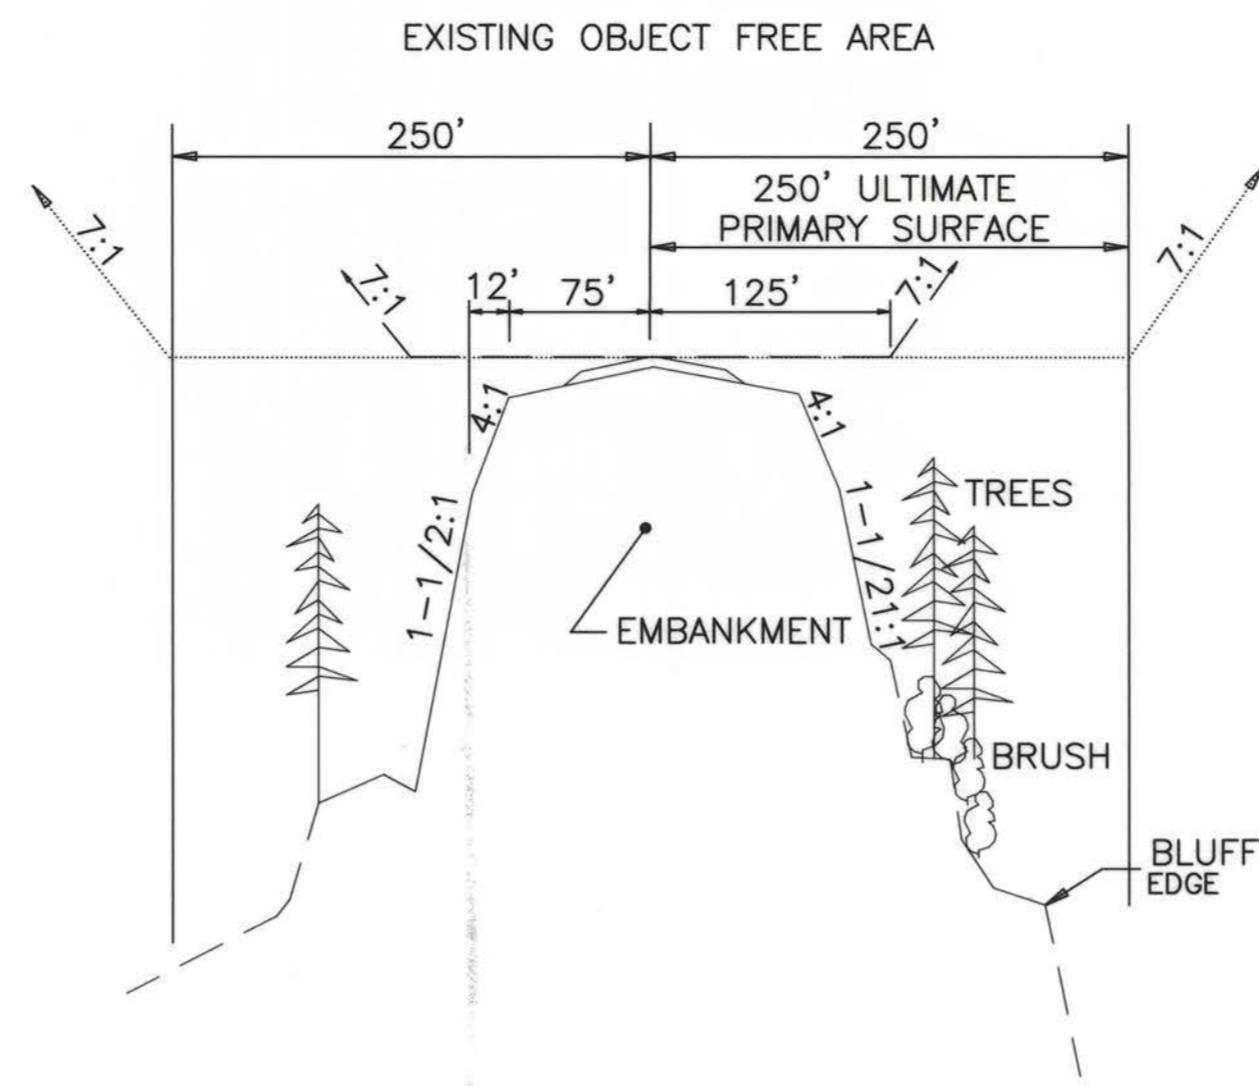 EXISTING OBJECT FREE AREA
250'
250'
250' ULTIMATE
PRIMARY SURFACE
7:1
7:1
7:1
12'
75'
125'
7:1
4:1
4:1
1-1/2:1
1-1/21:1
TREES
EMBANKMENT
BRUSH
BLUFF
EDGE